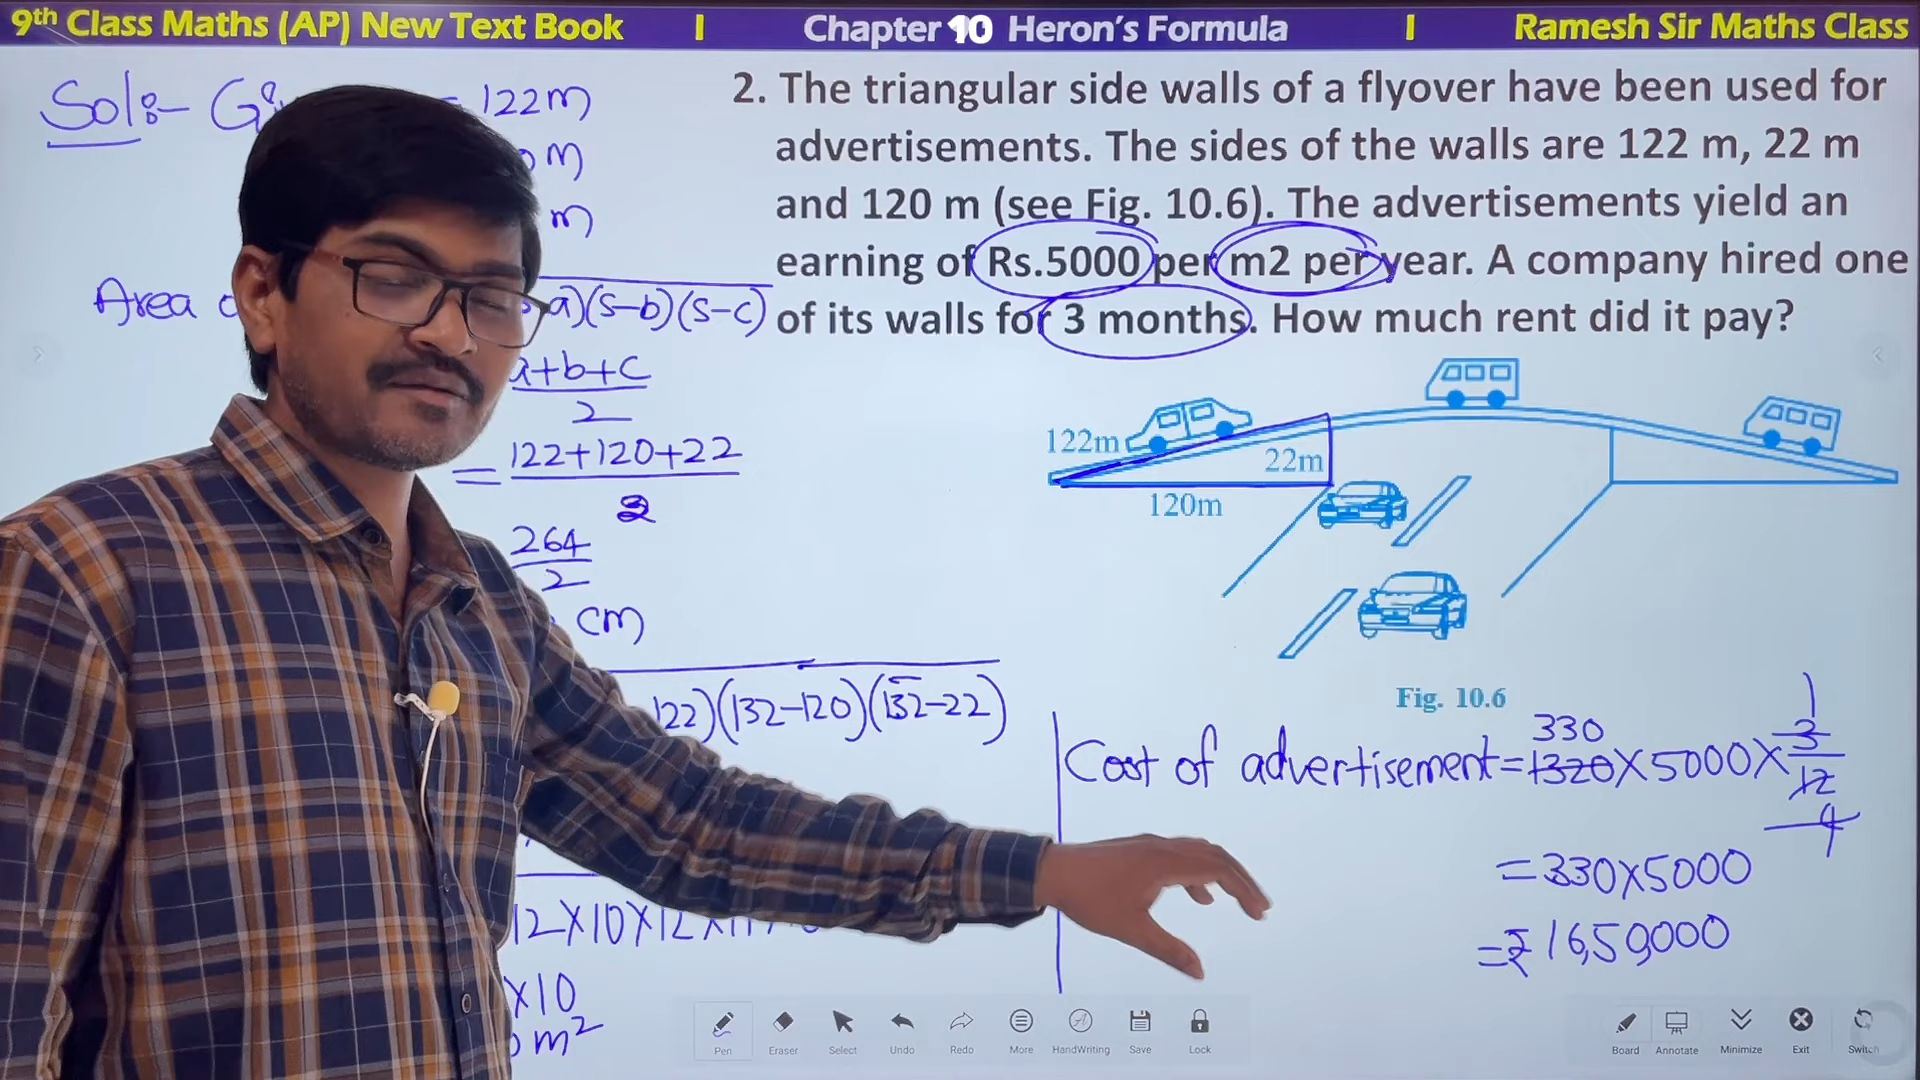 9th Class Maths (AP) New Text Book | Chapter 10 Heron's Formula | Ramesh Sir Maths Class
Sol:- = 122m
m
m
Area a)(s-b)(s-c)
a+b+c
2
= 122+120+22
2
264
2
cm
122)(132-120)(132-22)
12×10×12×11
×10
m²
2. The triangular side walls of a flyover have been used for
advertisements. The sides of the walls are 122 m, 22 m
and 120 m (see Fig. 10.6). The advertisements yield an
earning of Rs.5000 per m2 per year. A company hired one
of its walls for 3 months. How much rent did it pay?
122m
22m
120m
Fig. 10.6
330 1
Cost of advertisement = 1320×5000×3
12
4
= 330×5000
= ₹ 16,50,000
Pen Eraser Select Undo Redo More HandWriting Save Lock Board Annotate Minimize Exit Switch